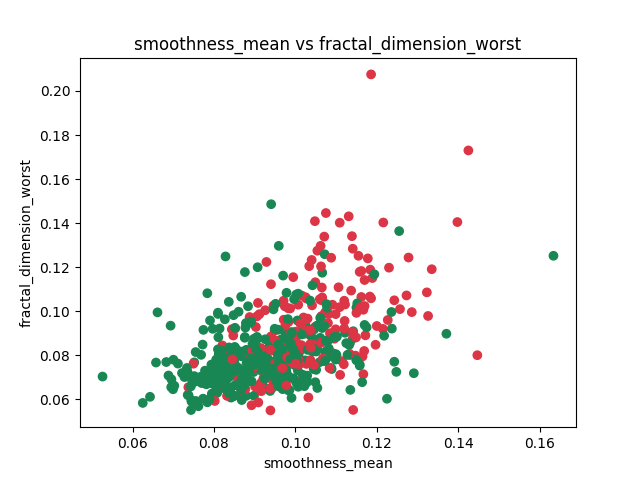 smoothness_mean vs fractal_dimension_worst
fractal_dimension_worst
0.20
0.18
0.16
0.14
0.12
0.10
0.08
0.06
0.06 0.08 0.10 0.12 0.14 0.16
smoothness_mean